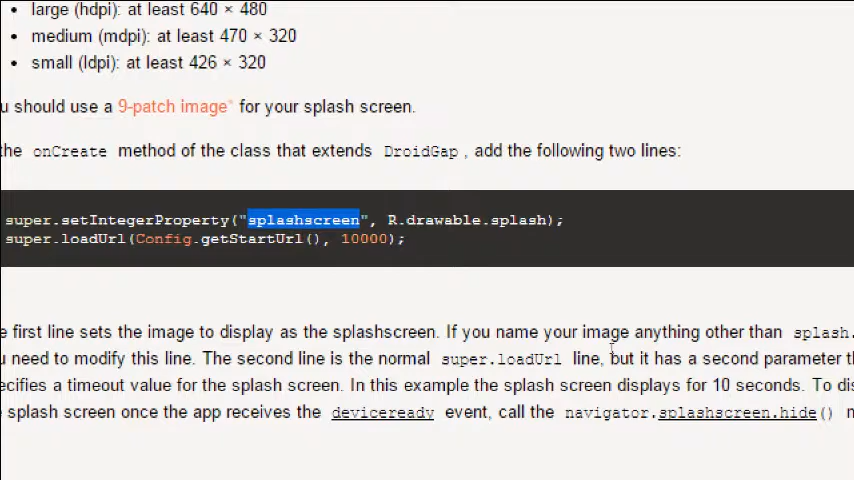 large (hdpi): at least 640 × 480
medium (mdpi): at least 470 × 320
small (ldpi): at least 426 × 320
u should use a 9-patch image* for your splash screen.
the onCreate method of the class that extends DroidGap, add the following two lines:
super.setIntegerProperty("splashscreen", R.drawable.splash);
super.loadUrl(Config.getStartUrl(), 10000);
e first line sets the image to display as the splashscreen. If you name your image anything other than splash.
u need to modify this line. The second line is the normal super.loadUrl line, but it has a second parameter th
ecifies a timeout value for the splash screen. In this example the splash screen displays for 10 seconds. To dis
e splash screen once the app receives the deviceready event, call the navigator.splashscreen.hide() n